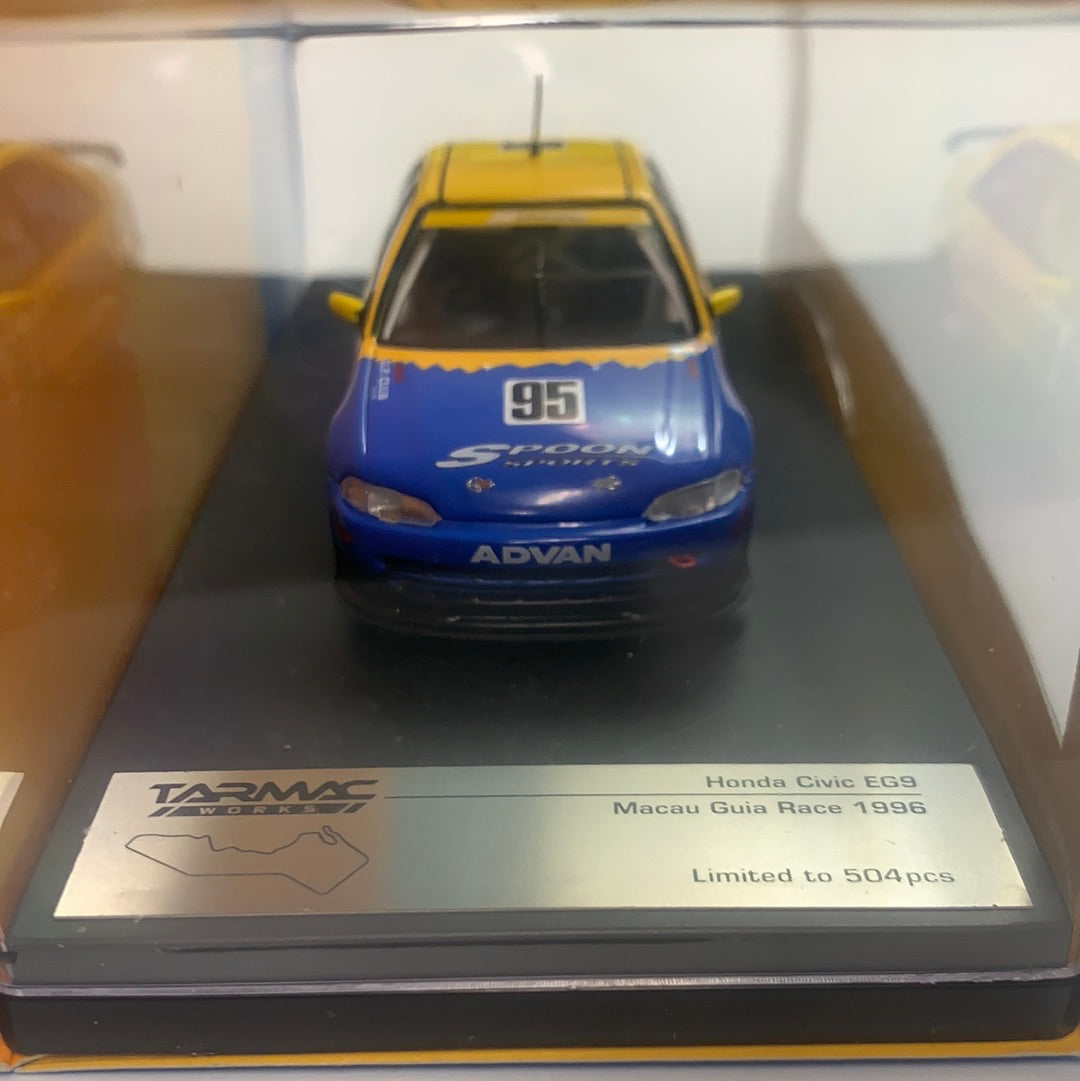 95
SPOON
SPORTS
ADVAN
TARMAC
WORKS
Honda Civic EG9
Macau Guia Race 1996
Limited to 504pcs